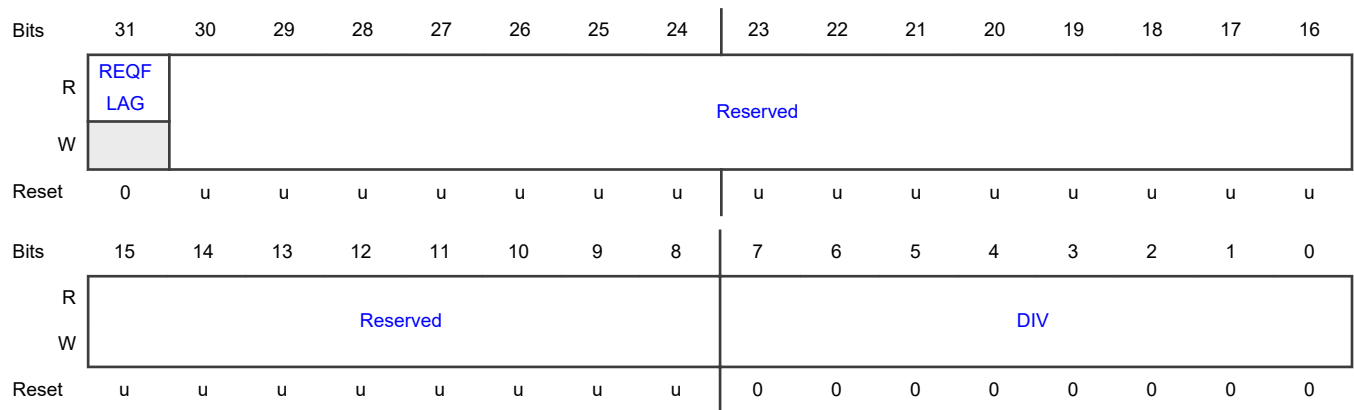 Bits 31 30 29 28 27 26 25 24 23 22 21 20 19 18 17 16
R REQF
LAG Reserved
W
Reset 0 u u u u u u u u u u u u u u u
Bits 15 14 13 12 11 10 9 8 7 6 5 4 3 2 1 0
R
Reserved DIV
W
Reset u u u u u u u u 0 0 0 0 0 0 0 0